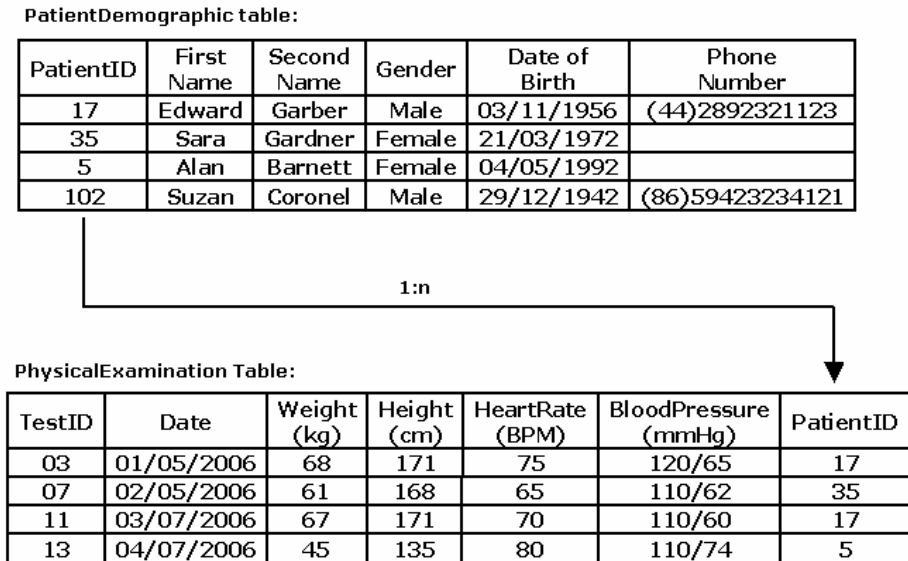 PatientDemographic table:
PatientID First Name Second Name Gender Date of Birth Phone Number
17 Edward Garber Male 03/11/1956 (44)2892321123
35 Sara Gardner Female 21/03/1972
5 Alan Barnett Female 04/05/1992
102 Suzan Coronel Male 29/12/1942 (86)59423234121
1:n
PhysicalExamination Table:
TestID Date Weight (kg) Height (cm) HeartRate (BPM) BloodPressure (mmHg) PatientID
03 01/05/2006 68 171 75 120/65 17
07 02/05/2006 61 168 65 110/62 35
11 03/07/2006 67 171 70 110/60 17
13 04/07/2006 45 135 80 110/74 5